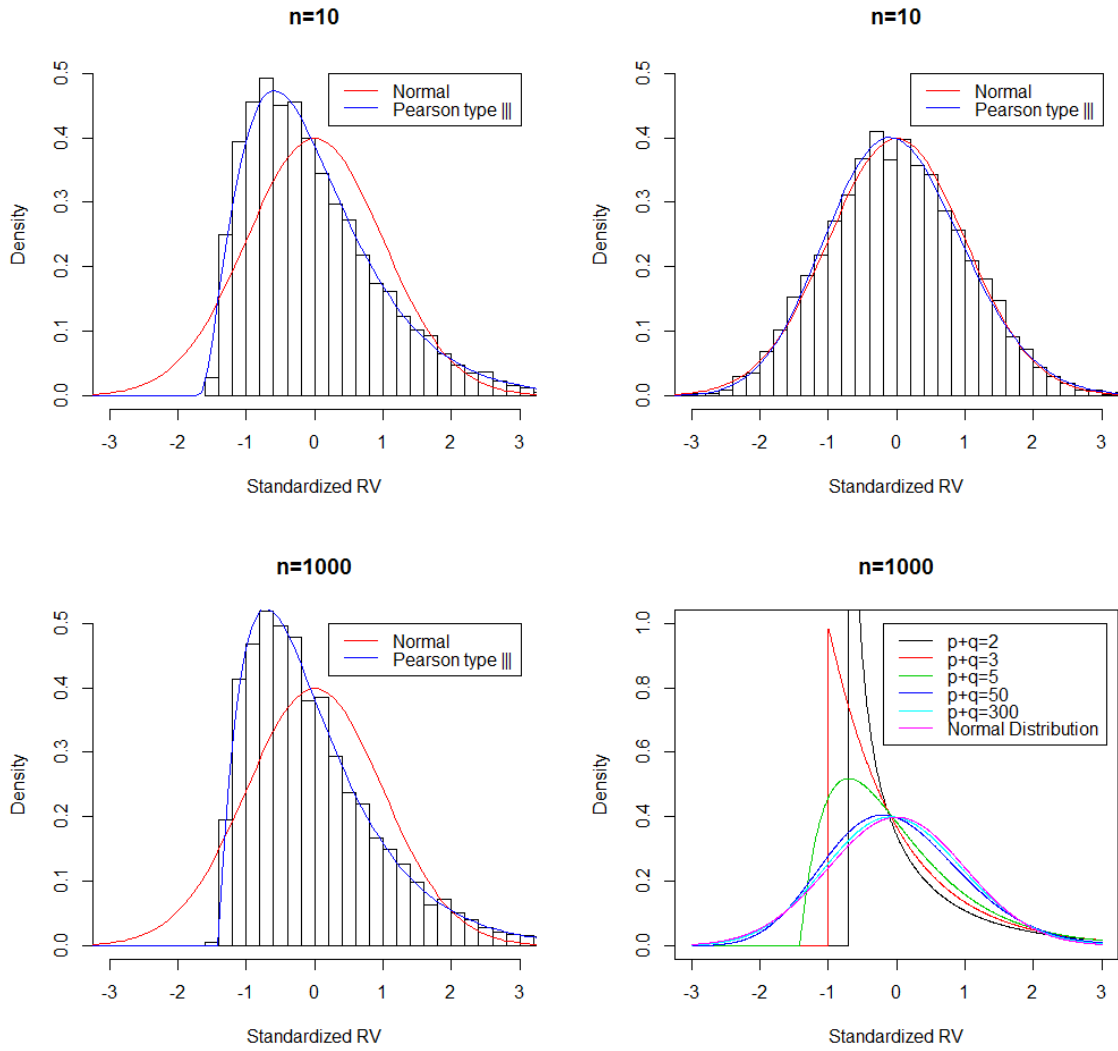 n=10
0.5
0.4
0.3
0.2
0.1
0.0
Density
Normal
Pearson type |||
-3 -2 -1 0 1 2 3
Standardized RV
n=10
0.5
0.4
0.3
0.2
0.1
0.0
Density
Normal
Pearson type |||
-3 -2 -1 0 1 2 3
Standardized RV
n=1000
0.5
0.4
0.3
0.2
0.1
0.0
Density
Normal
Pearson type |||
-3 -2 -1 0 1 2 3
Standardized RV
n=1000
1.0
0.8
0.6
0.4
0.2
0.0
Density
p+q=2
p+q=3
p+q=5
p+q=50
p+q=300
Normal Distribution
-3 -2 -1 0 1 2 3
Standardized RV